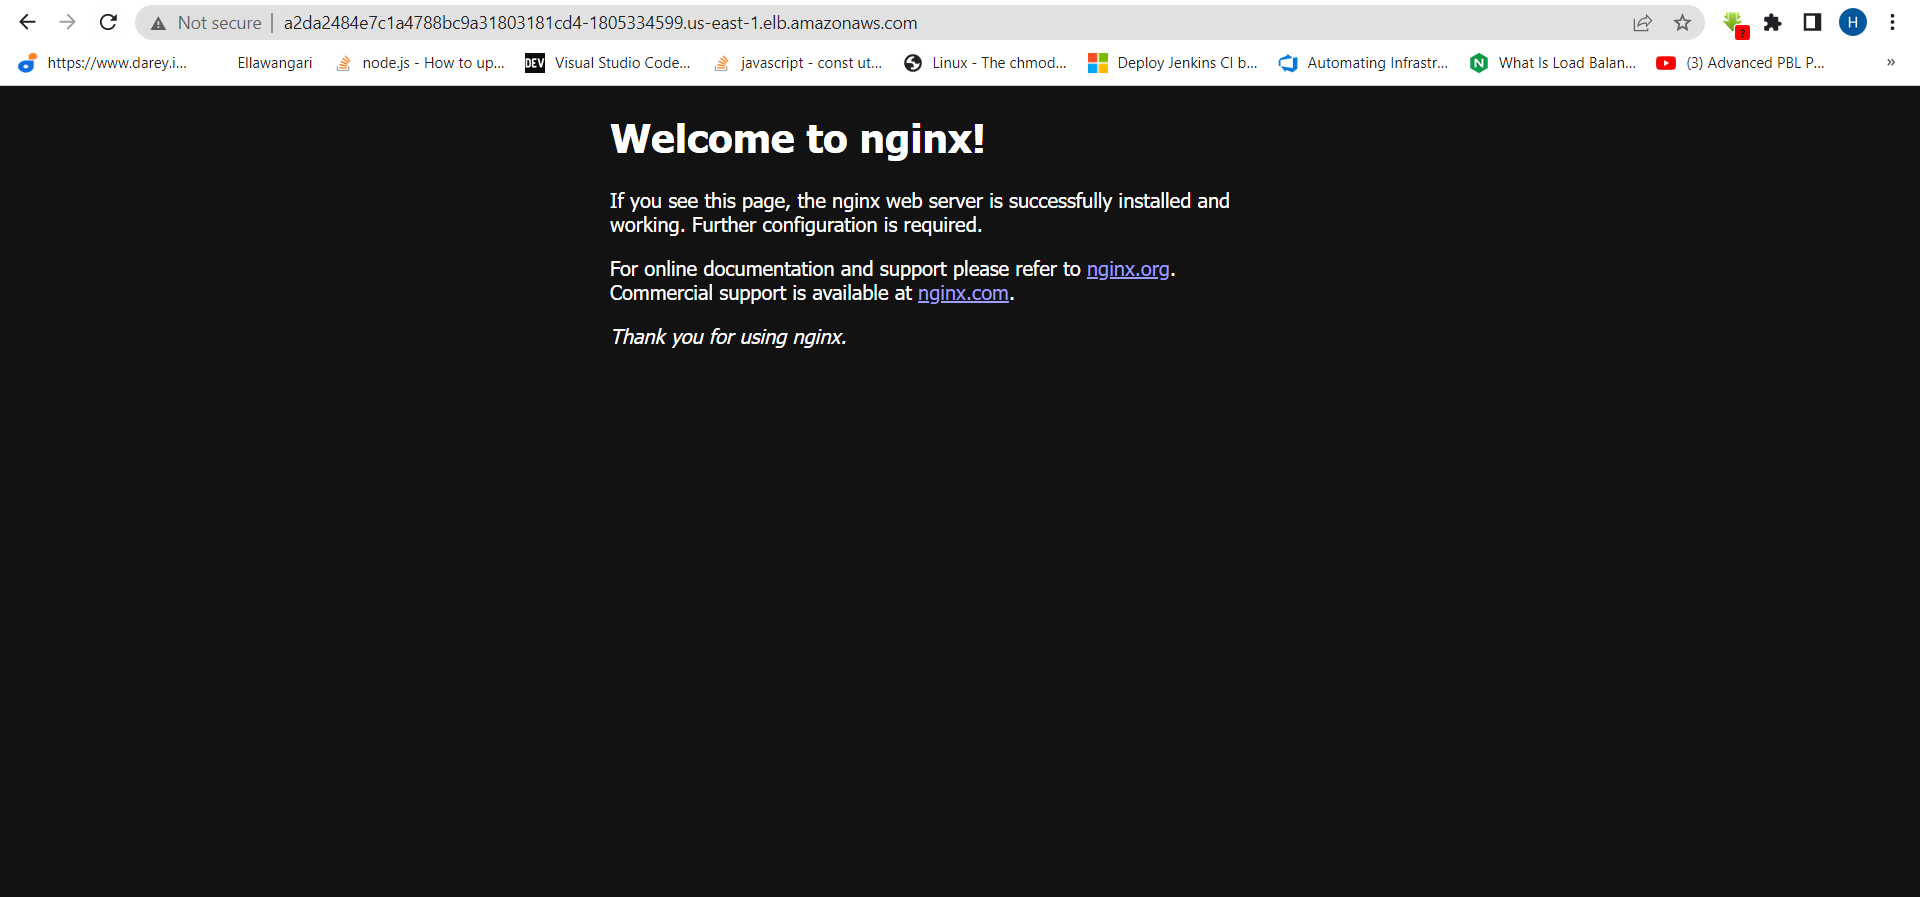 Not secure | a2da2484e7c1a4788bc9a31803181cd4-1805334599.us-east-1.elb.amazonaws.com
?
H
https://www.darey.i... Ellawangari node.js - How to up... DEV Visual Studio Code... javascript - const ut... Linux - The chmod... Deploy Jenkins CI b... Automating Infrastr... N What Is Load Balan... (3) Advanced PBL P... »
Welcome to nginx!
If you see this page, the nginx web server is successfully installed and
working. Further configuration is required.
For online documentation and support please refer to nginx.org.
Commercial support is available at nginx.com.
Thank you for using nginx.